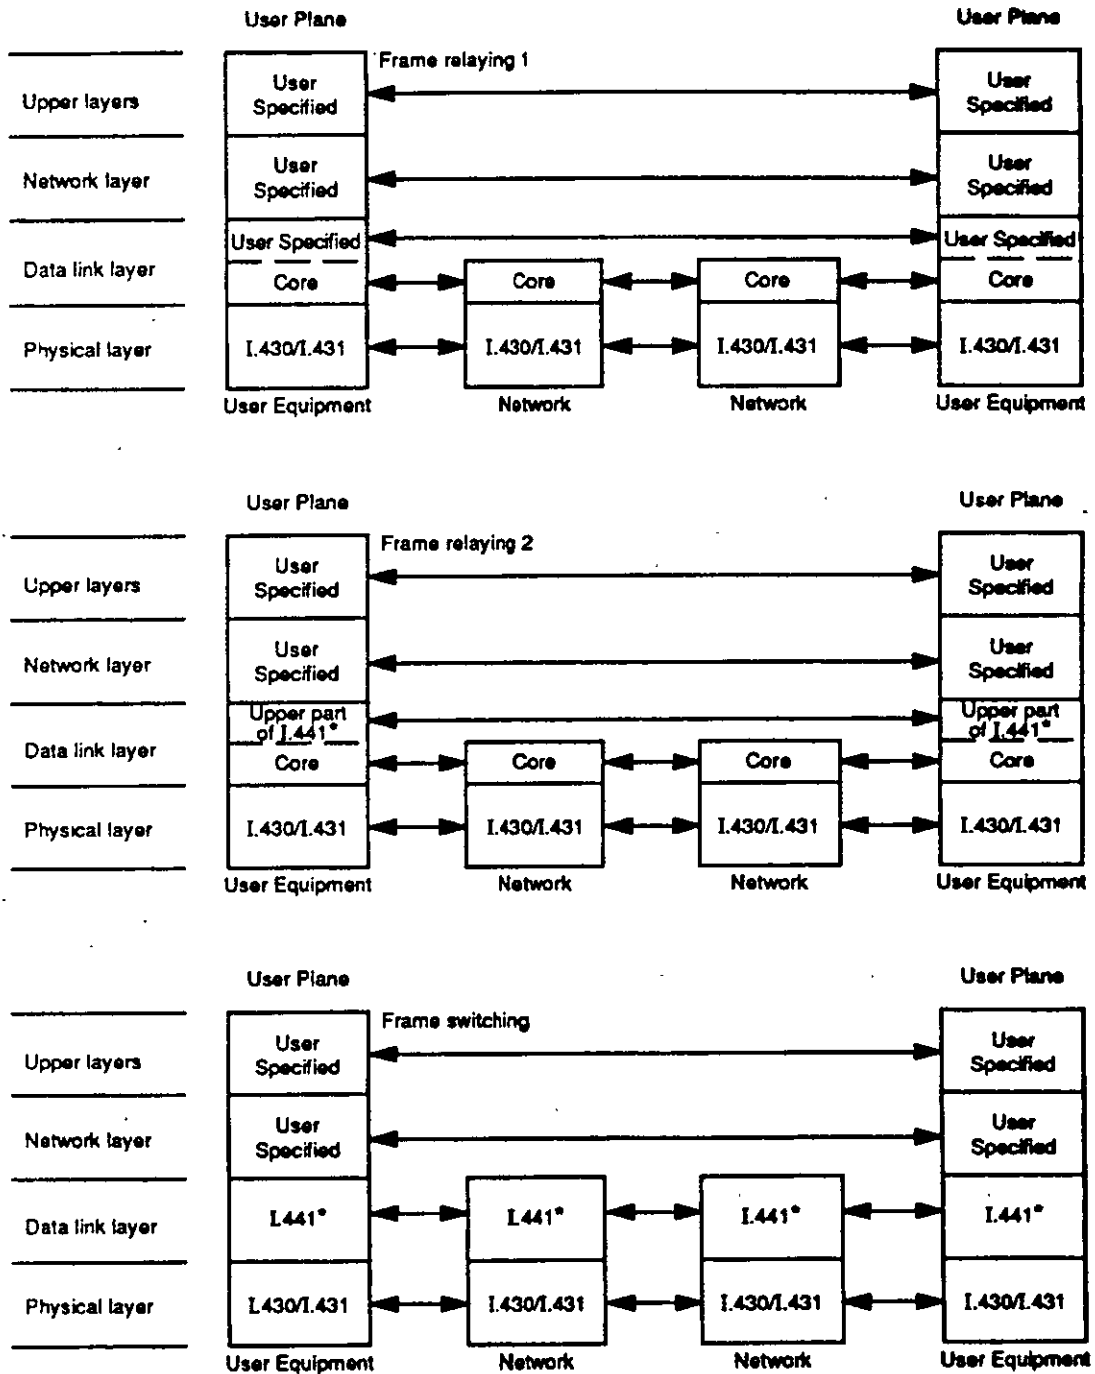 User Plane
User Plane
Frame relaying 1
Upper layers
User
Specified
User
Specified
Network layer
User
Specified
User
Specified
User Specified
User Specified
Data link layer
Core
Core
Core
Core
Physical layer
I.430/I.431
I.430/I.431
I.430/I.431
I.430/I.431
User Equipment
Network
Network
User Equipment
User Plane
User Plane
Frame relaying 2
Upper layers
User
Specified
User
Specified
Network layer
User
Specified
User
Specified
Upper part
of I.441*
Upper part
of I.441*
Data link layer
Core
Core
Core
Core
Physical layer
I.430/I.431
I.430/I.431
I.430/I.431
I.430/I.431
User Equipment
Network
Network
User Equipment
User Plane
User Plane
Frame switching
Upper layers
User
Specified
User
Specified
Network layer
User
Specified
User
Specified
Data link layer
I.441*
I.441*
I.441*
I.441*
Physical layer
I.430/I.431
I.430/I.431
I.430/I.431
I.430/I.431
User Equipment
Network
Network
User Equipment